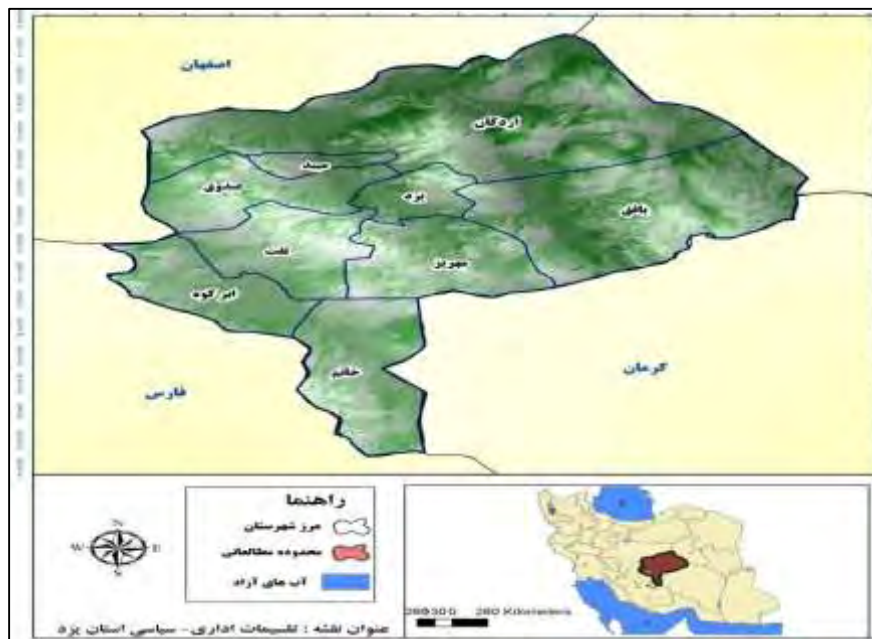 اصفهان
اردکان
میبد
صدوق
یزد
بافق
تفت
مهریز
ابرکوه
خاتم
کرمان
فارس
راهنما
مرز شهرستان
محدوده مطالعاتی
آب های آزاد
N
W E
S
280 Kilometers
عنوان نقشه : تقسیمات اداری- سیاسی استان یزد